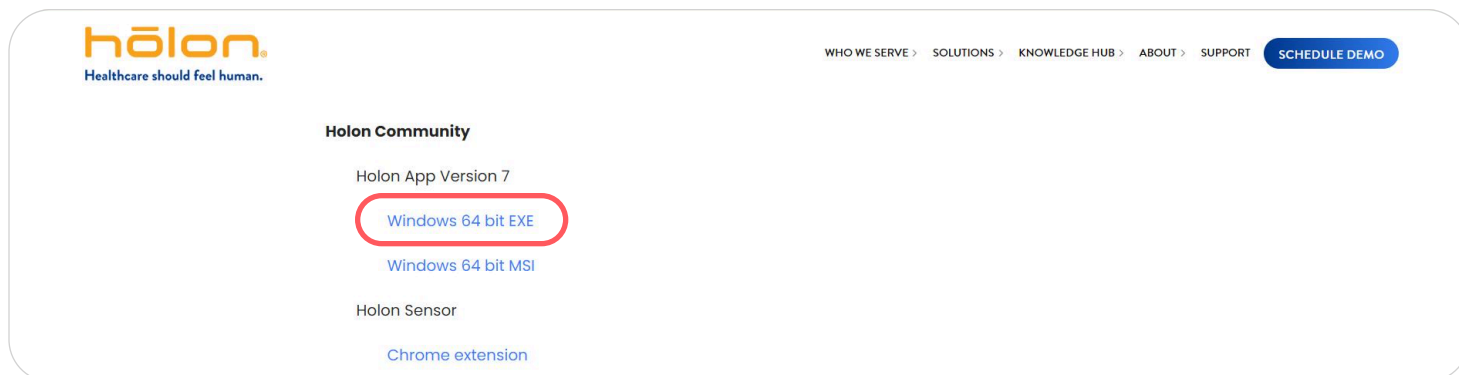 hōlon®
Healthcare should feel human.
WHO WE SERVE > SOLUTIONS > KNOWLEDGE HUB > ABOUT > SUPPORT SCHEDULE DEMO
Holon Community
Holon App Version 7
Windows 64 bit EXE
Windows 64 bit MSI
Holon Sensor
Chrome extension